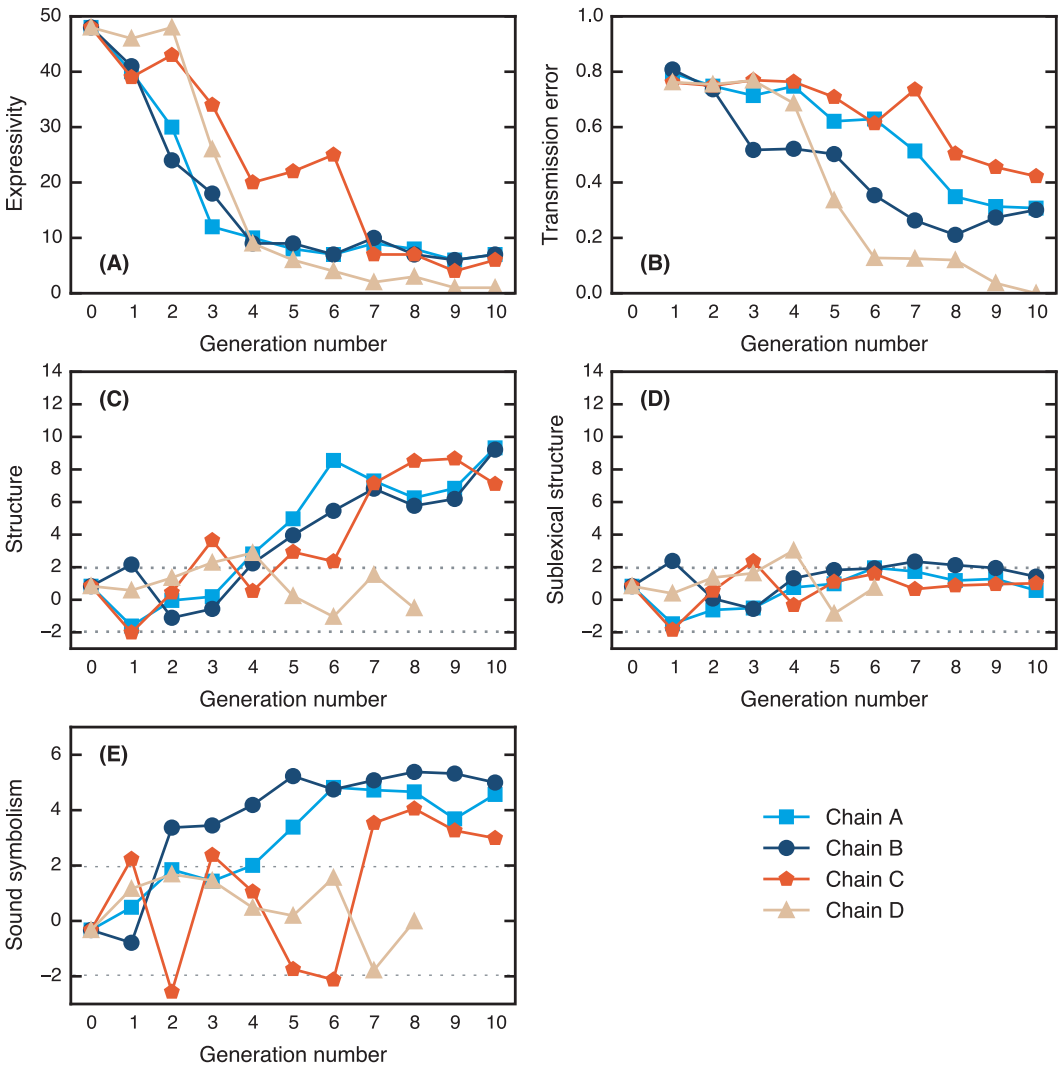 50
40
30
20
10
0
Expressivity
(A)
0 1 2 3 4 5 6 7 8 9 10
Generation number
1.0
0.8
0.6
0.4
0.2
0.0
Transmission error
(B)
1 2 3 4 5 6 7 8 9 10
Generation number
14
12
10
8
6
4
2
0
−2
Structure
(C)
0 1 2 3 4 5 6 7 8 9 10
Generation number
14
12
10
8
6
4
2
0
−2
Sublexical structure
(D)
0 1 2 3 4 5 6 7 8 9 10
Generation number
6
4
2
0
−2
Sound symbolism
(E)
0 1 2 3 4 5 6 7 8 9 10
Generation number
Chain A
Chain B
Chain C
Chain D